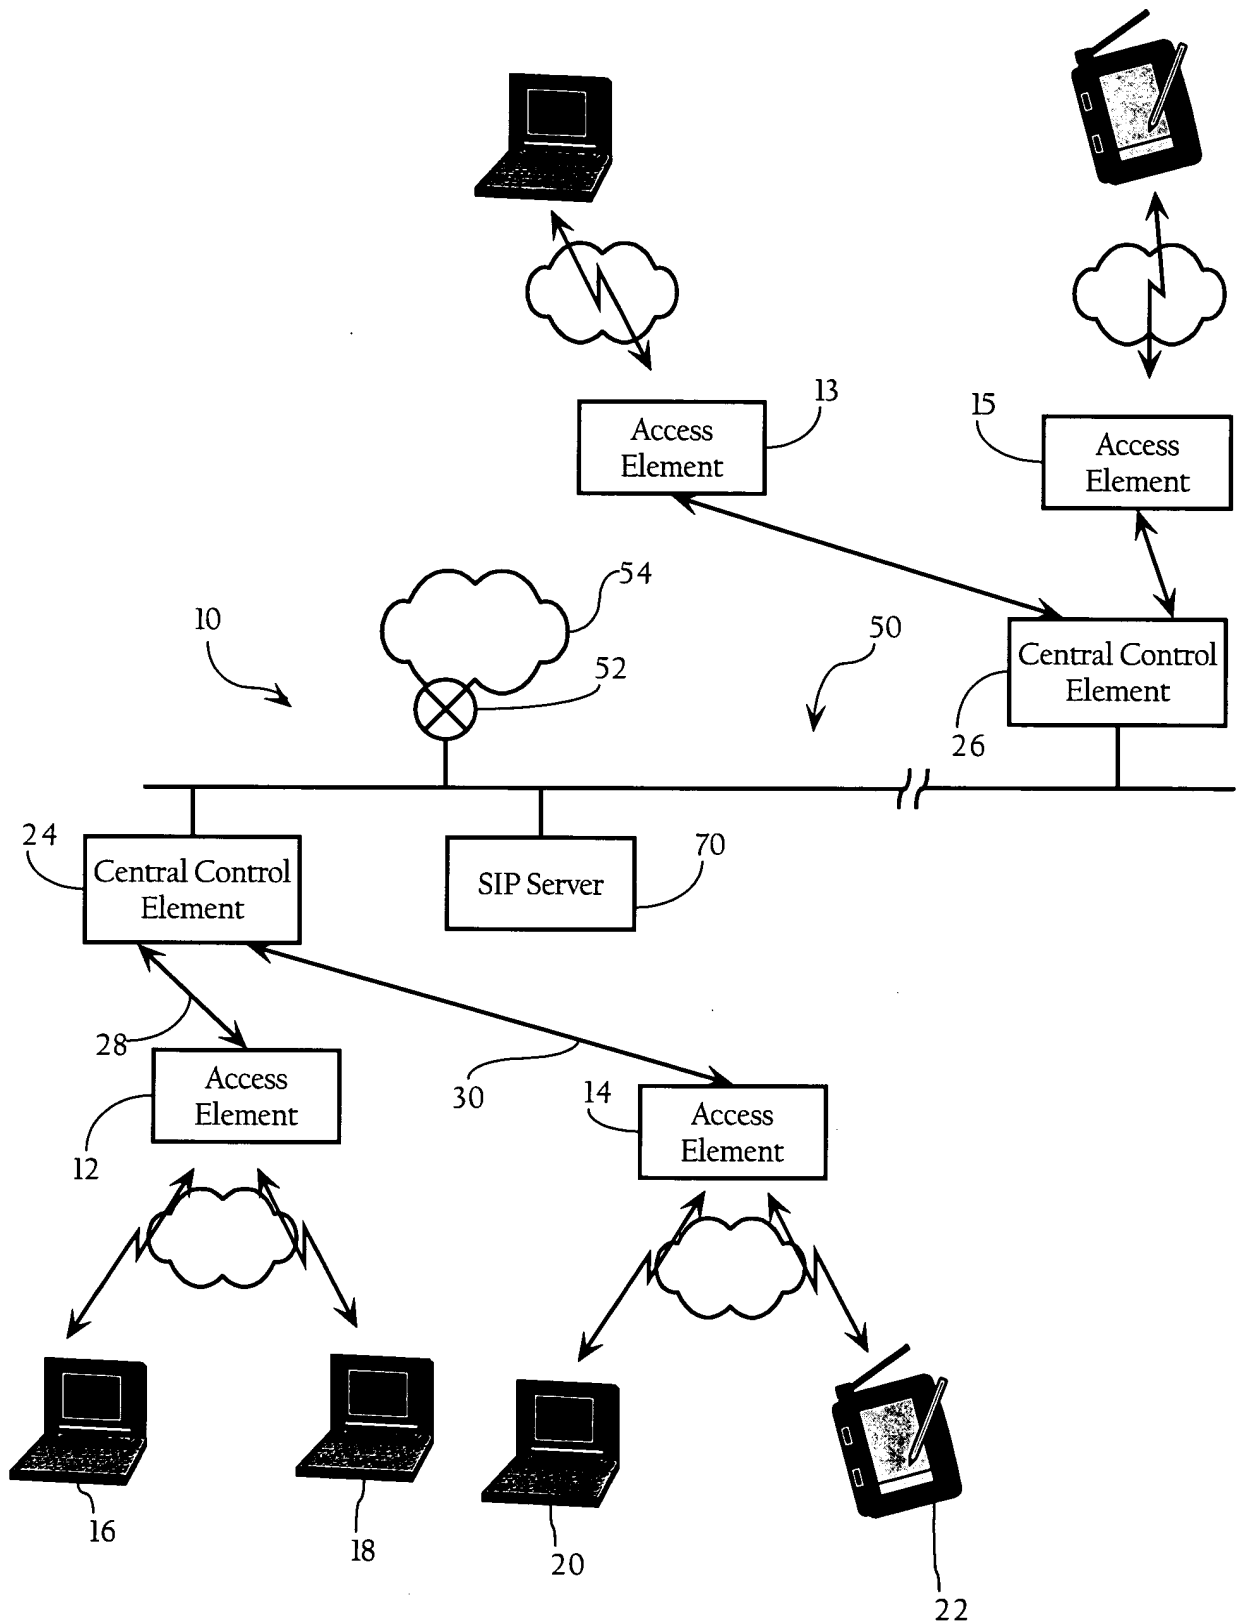 13
Access
Element
15
Access
Element
54
10
50
52
Central Control
Element
26
24
Central Control
Element
70
SIP Server
28
Access
Element
12
30
14
Access
Element
16
18
20
22